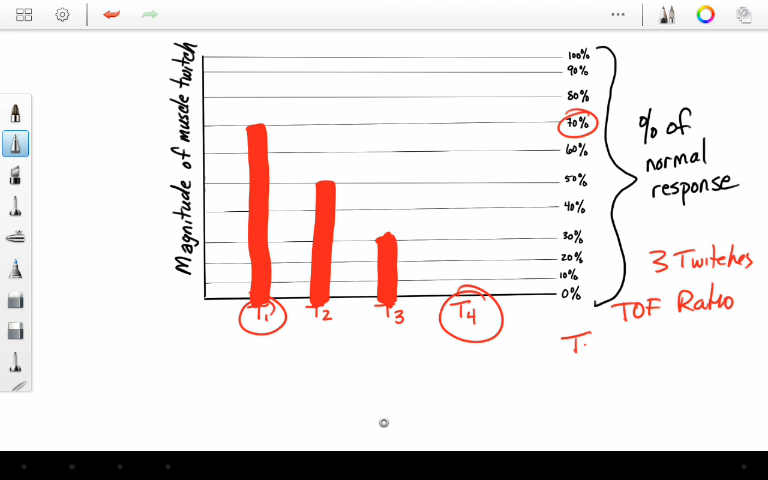 Magnitude of muscle twitch
100%
90%
80%
70%
60%
50%
40%
30%
20%
10%
0%
% of
normal
response
3 Twitches
TOF Ratio
T1 T2 T3 T4
T